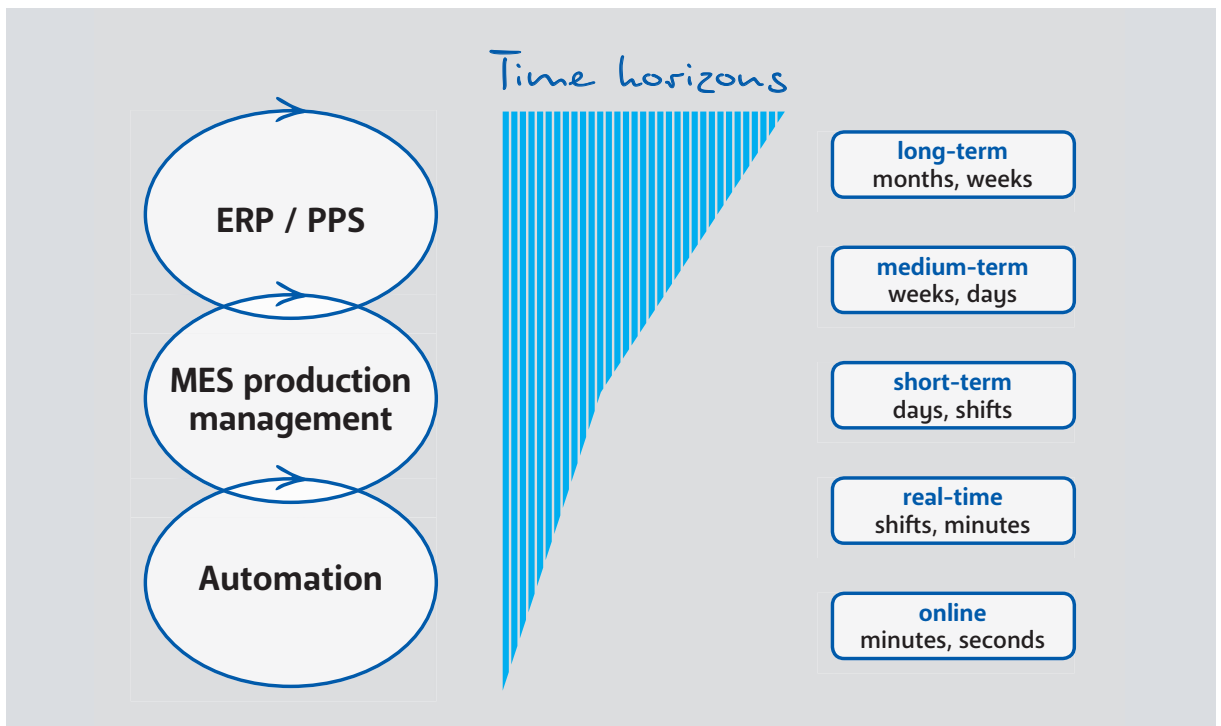 Time horizons
ERP / PPS
MES production
management
Automation
long-term
months, weeks
medium-term
weeks, days
short-term
days, shifts
real-time
shifts, minutes
online
minutes, seconds